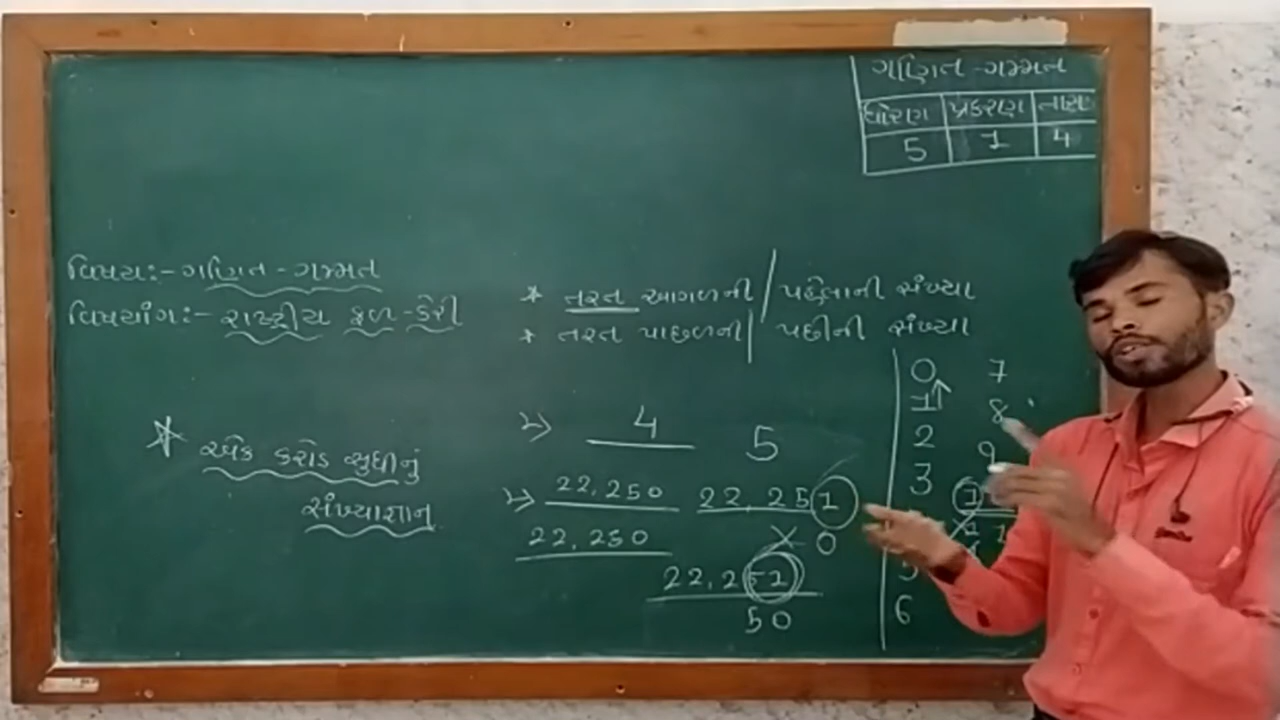 ગણિત-ગમ્મત
ધોરણ પ્રકરણ તાસ:
5 1 4
વિષય:- ગણિત-ગમ્મત
વિષયાંગ:- રાષ્ટ્રીય ફળ-કેરી
* તરત આગળની / પહેલાની સંખ્યા
* તરત પાછળની / પછીની સંખ્યા
એક કરોડ સુધીનું
સંખ્યાજ્ઞાન
4 5
22,250 22,251
22,250 × 0
22,251
50
0 7
1 8
2 9
3
6